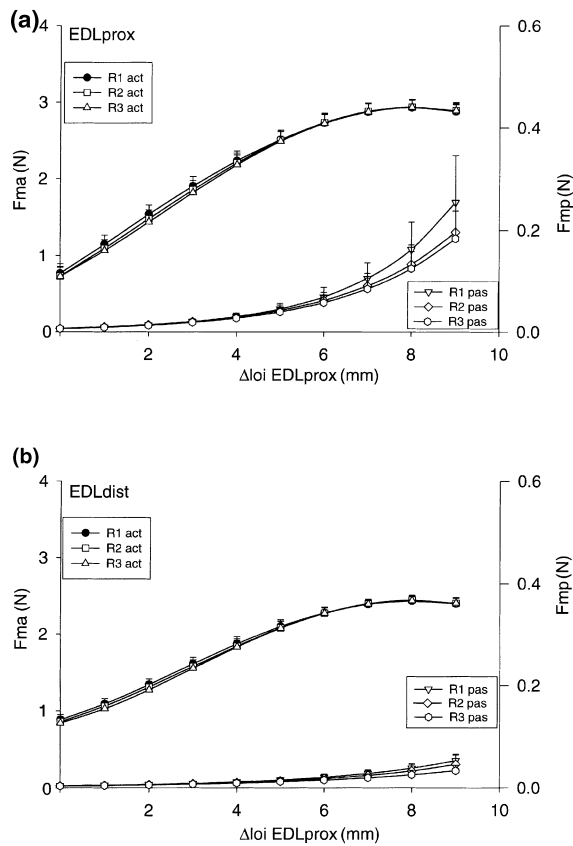 (a)
EDLprox
R1 act
R2 act
R3 act
4
3
2
1
0
Fma (N)
0.6
0.4
0.2
0.0
Fmp (N)
R1 pas
R2 pas
R3 pas
2
4
6
8
10
Δloi EDLprox (mm)
(b)
EDLdist
R1 act
R2 act
R3 act
4
3
2
1
0
Fma (N)
0.6
0.4
0.2
0.0
Fmp (N)
R1 pas
R2 pas
R3 pas
2
4
6
8
10
Δloi EDLprox (mm)